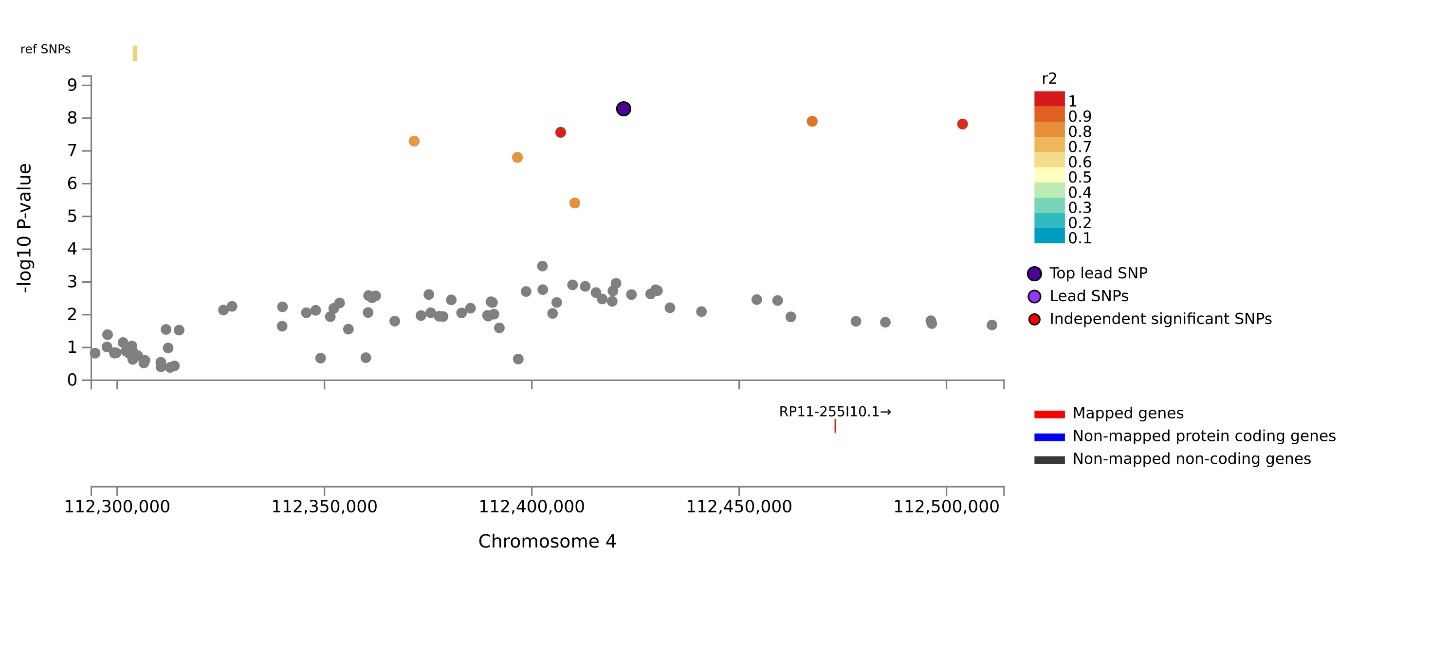 ref SNPs
9
8
7
6
5
4
3
2
1
0
-log10 P-value
r2
1
0.9
0.8
0.7
0.6
0.5
0.4
0.3
0.2
0.1
Top lead SNP
Lead SNPs
Independent significant SNPs
RP11-255I10.1→
Mapped genes
Non-mapped protein coding genes
Non-mapped non-coding genes
112,300,000 112,350,000 112,400,000 112,450,000 112,500,000
Chromosome 4